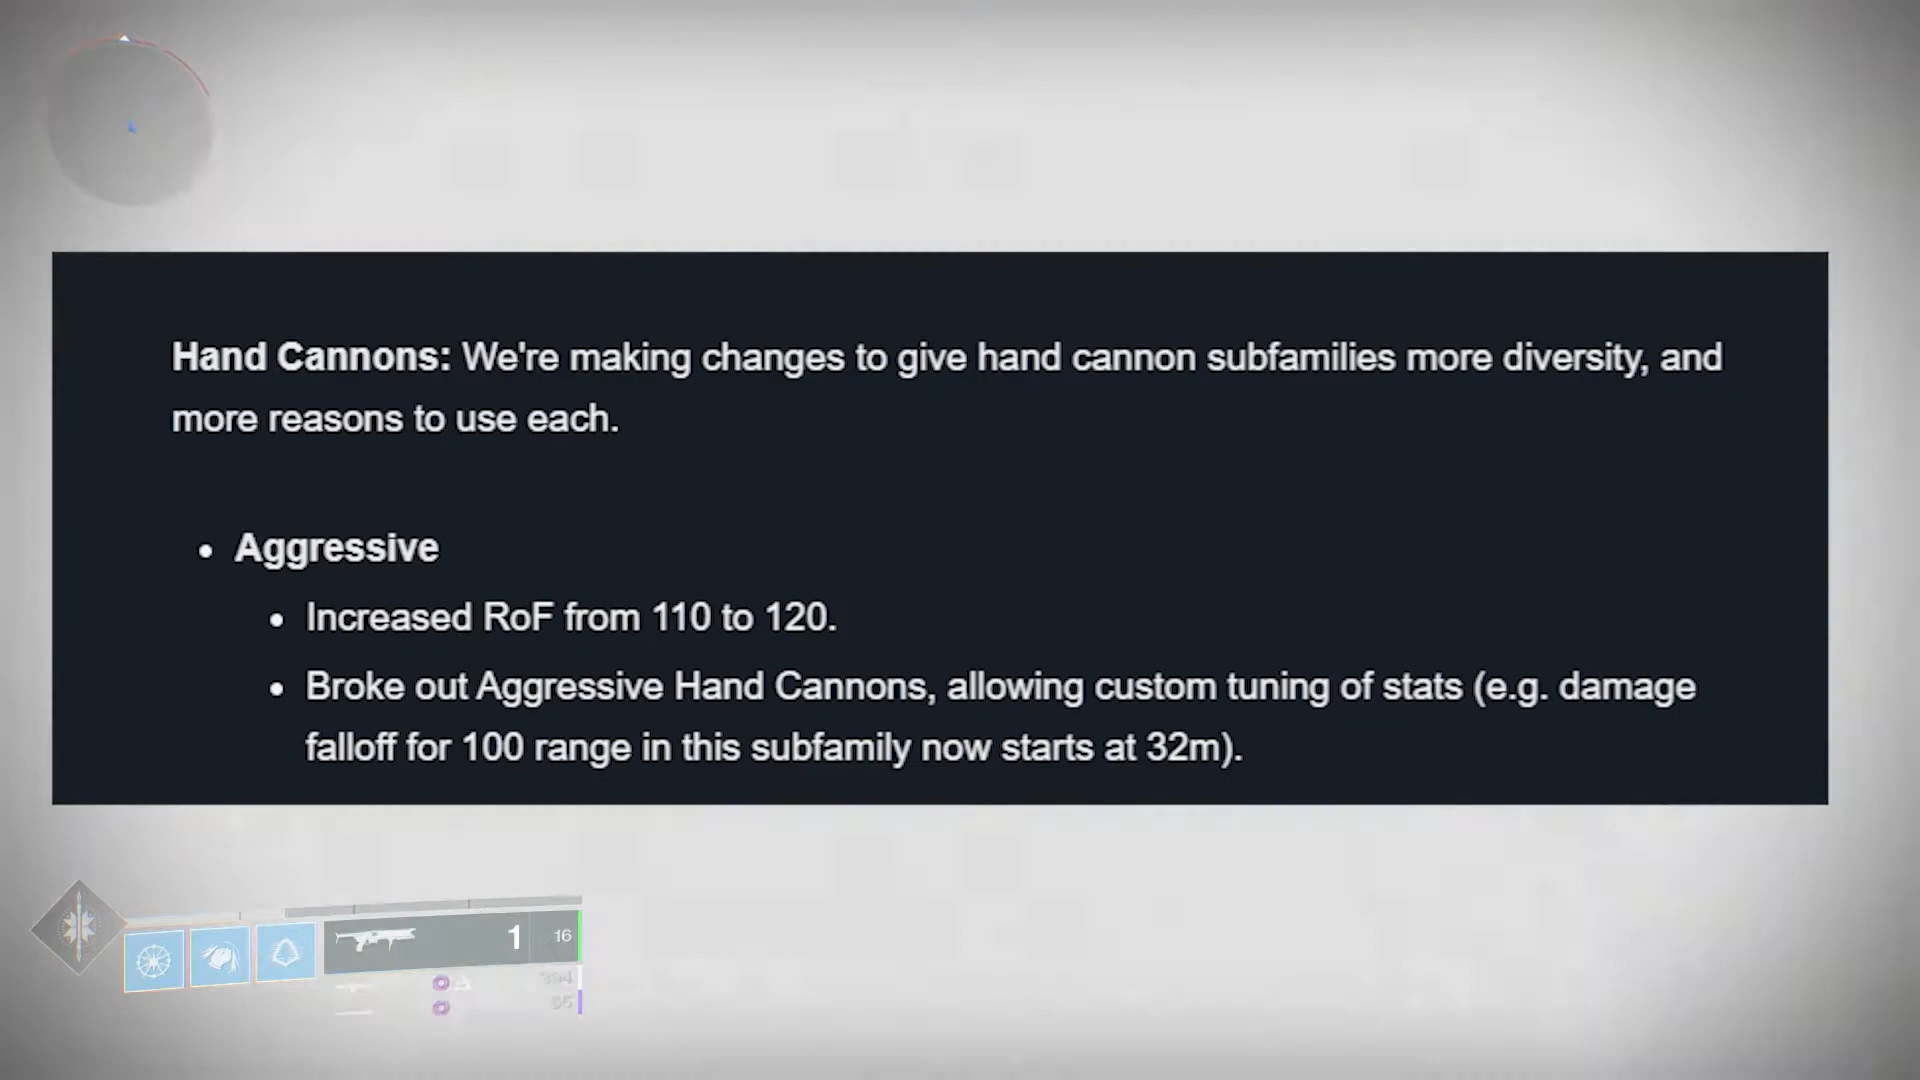 Hand Cannons: We're making changes to give hand cannon subfamilies more diversity, and
more reasons to use each.
• Aggressive
• Increased RoF from 110 to 120.
• Broke out Aggressive Hand Cannons, allowing custom tuning of stats (e.g. damage
falloff for 100 range in this subfamily now starts at 32m).
1 16